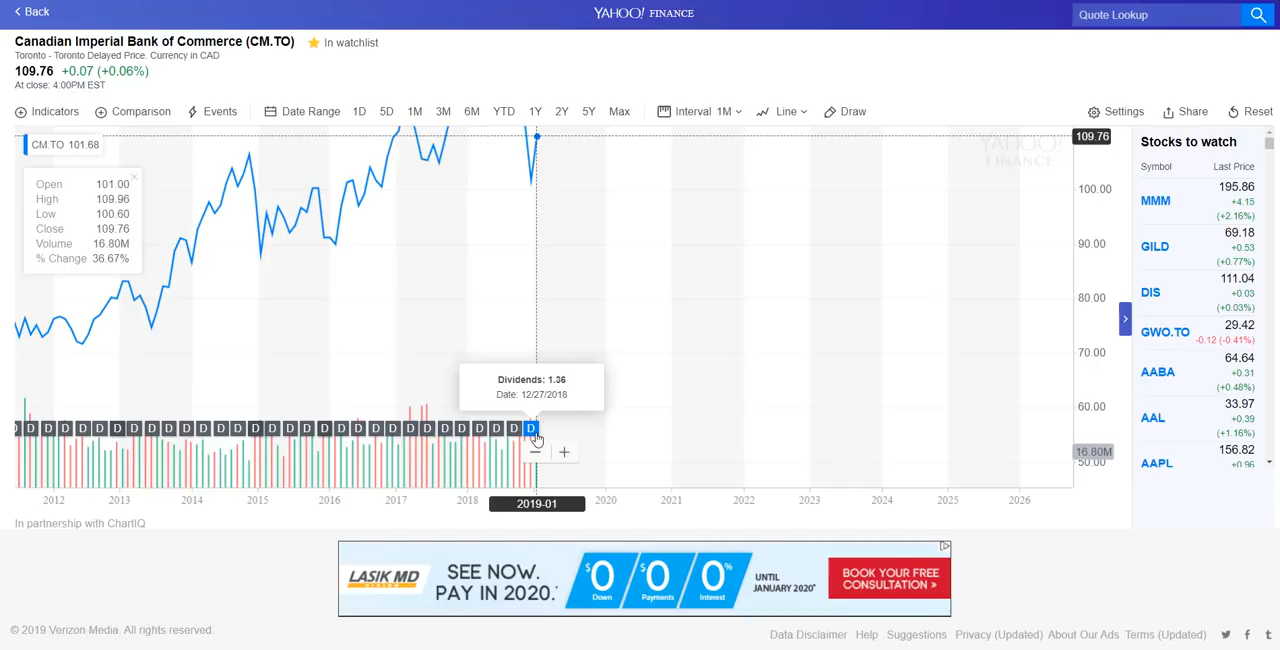 Back
YAHOO! FINANCE
Quote Lookup
Canadian Imperial Bank of Commerce (CM.TO)
In watchlist
Toronto - Toronto Delayed Price. Currency in CAD
109.76 +0.07 (+0.06%)
At close: 4:00PM EST
Indicators Comparison Events Date Range 1D 5D 1M 3M 6M YTD 1Y 2Y 5Y Max Interval 1M Line Draw Settings Share Reset
CM.TO 101.68
Open 101.00
High 109.96
Low 100.60
Close 109.76
Volume 16.80M
% Change 36.67%
YAHOO!
FINANCE
109.76
100.00
90.00
80.00
70.00
60.00
16.80M
50.00
Dividends: 1.36
Date: 12/27/2018
D D D D D D D D D D D D D D D D D D D D D D D D D D D D D D D
2012 2013 2014 2015 2016 2017 2018 2019-01 2020 2021 2022 2023 2024 2025 2026
In partnership with ChartIQ
Stocks to watch
Symbol Last Price
MMM 195.86
+4.15
(+2.16%)
GILD 69.18
+0.53
(+0.77%)
DIS 111.04
+0.03
(+0.03%)
GWO.TO 29.42
-0.12 (-0.41%)
AABA 64.64
+0.31
(+0.48%)
AAL 33.97
+0.39
(+1.16%)
AAPL 156.82
+0.96
LASIK MD
VISION
SEE NOW.
PAY IN 2020.*
$0 Down
$0 Payments
0% Interest
UNTIL
JANUARY 2020*
BOOK YOUR FREE
CONSULTATION »
© 2019 Verizon Media. All rights reserved.
Data Disclaimer Help Suggestions Privacy (Updated) About Our Ads Terms (Updated)